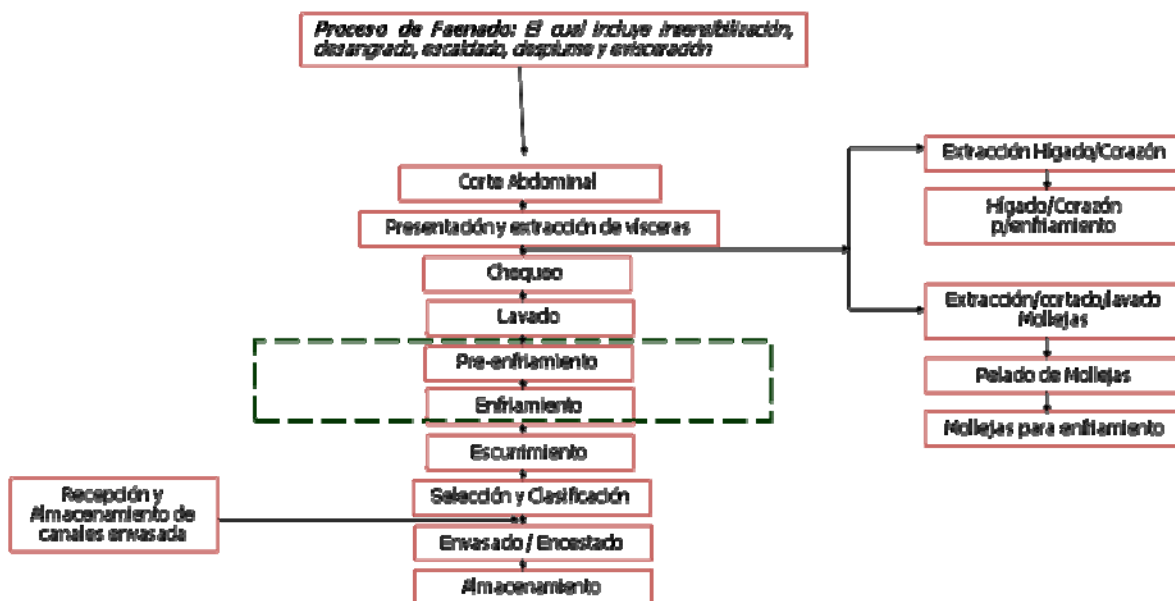 Proceso de Faenado: El cual incluye insensibilización,
desangrado, escaldado, desplume y evisceración
Corte Abdominal
Presentación y extracción de vísceras
Chequeo
Lavado
Pre-enfriamiento
Enfriamiento
Escurrimiento
Selección y Clasificación
Envasado / Encestado
Almacenamiento
Recepción y
Almacenamiento de
canales envasada
Extracción Hígado/Corazón
Hígado/Corazón
p/enfriamiento
Extracción/cortado/lavado
Mollejas
Pelado de Mollejas
Mollejas para enfriamiento